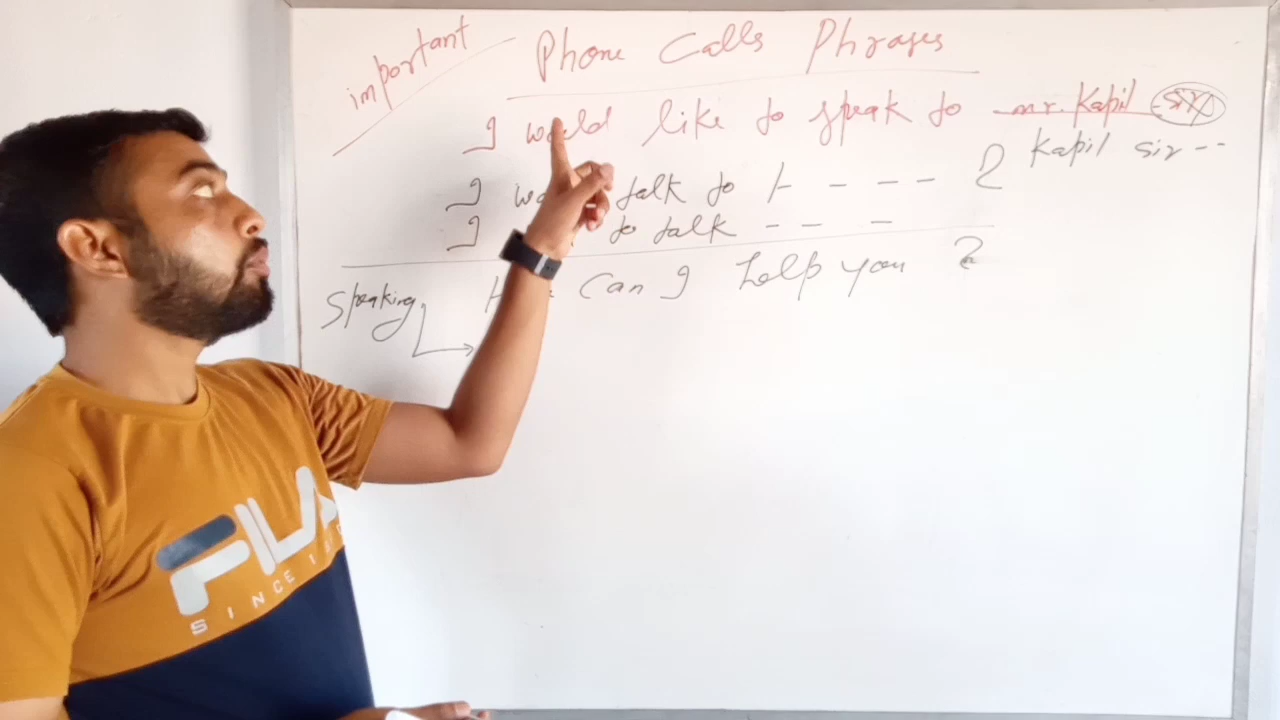 important
Phone Calls Phrases
I would like to speak to mr. Kapil sir
Kapil sir --
I talk to - - - -
I to talk - - -
Speaking
Can I help you ?
FILA
SINCE